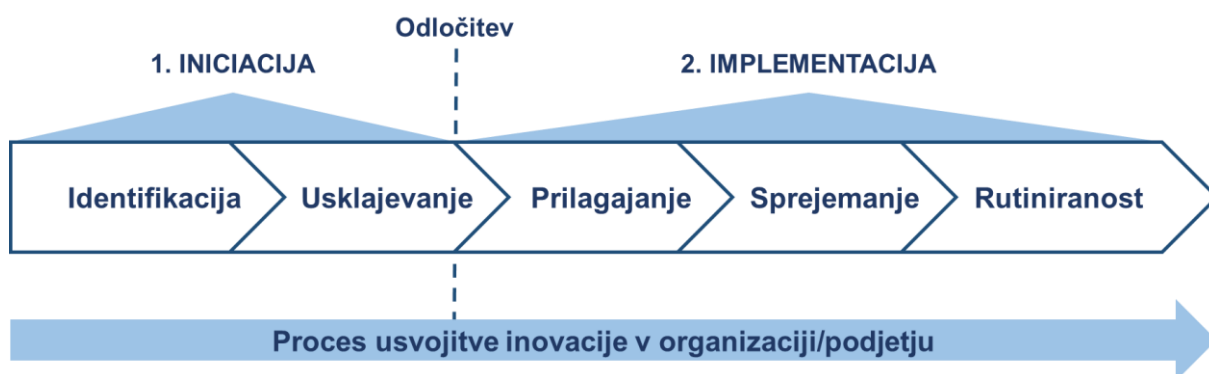 Odločitev
1. INICIACIJA
2. IMPLEMENTACIJA
Identifikacija
Usklajevanje
Prilagajanje
Sprejemanje
Rutiniranost
Proces usvojitve inovacije v organizaciji/podjetju